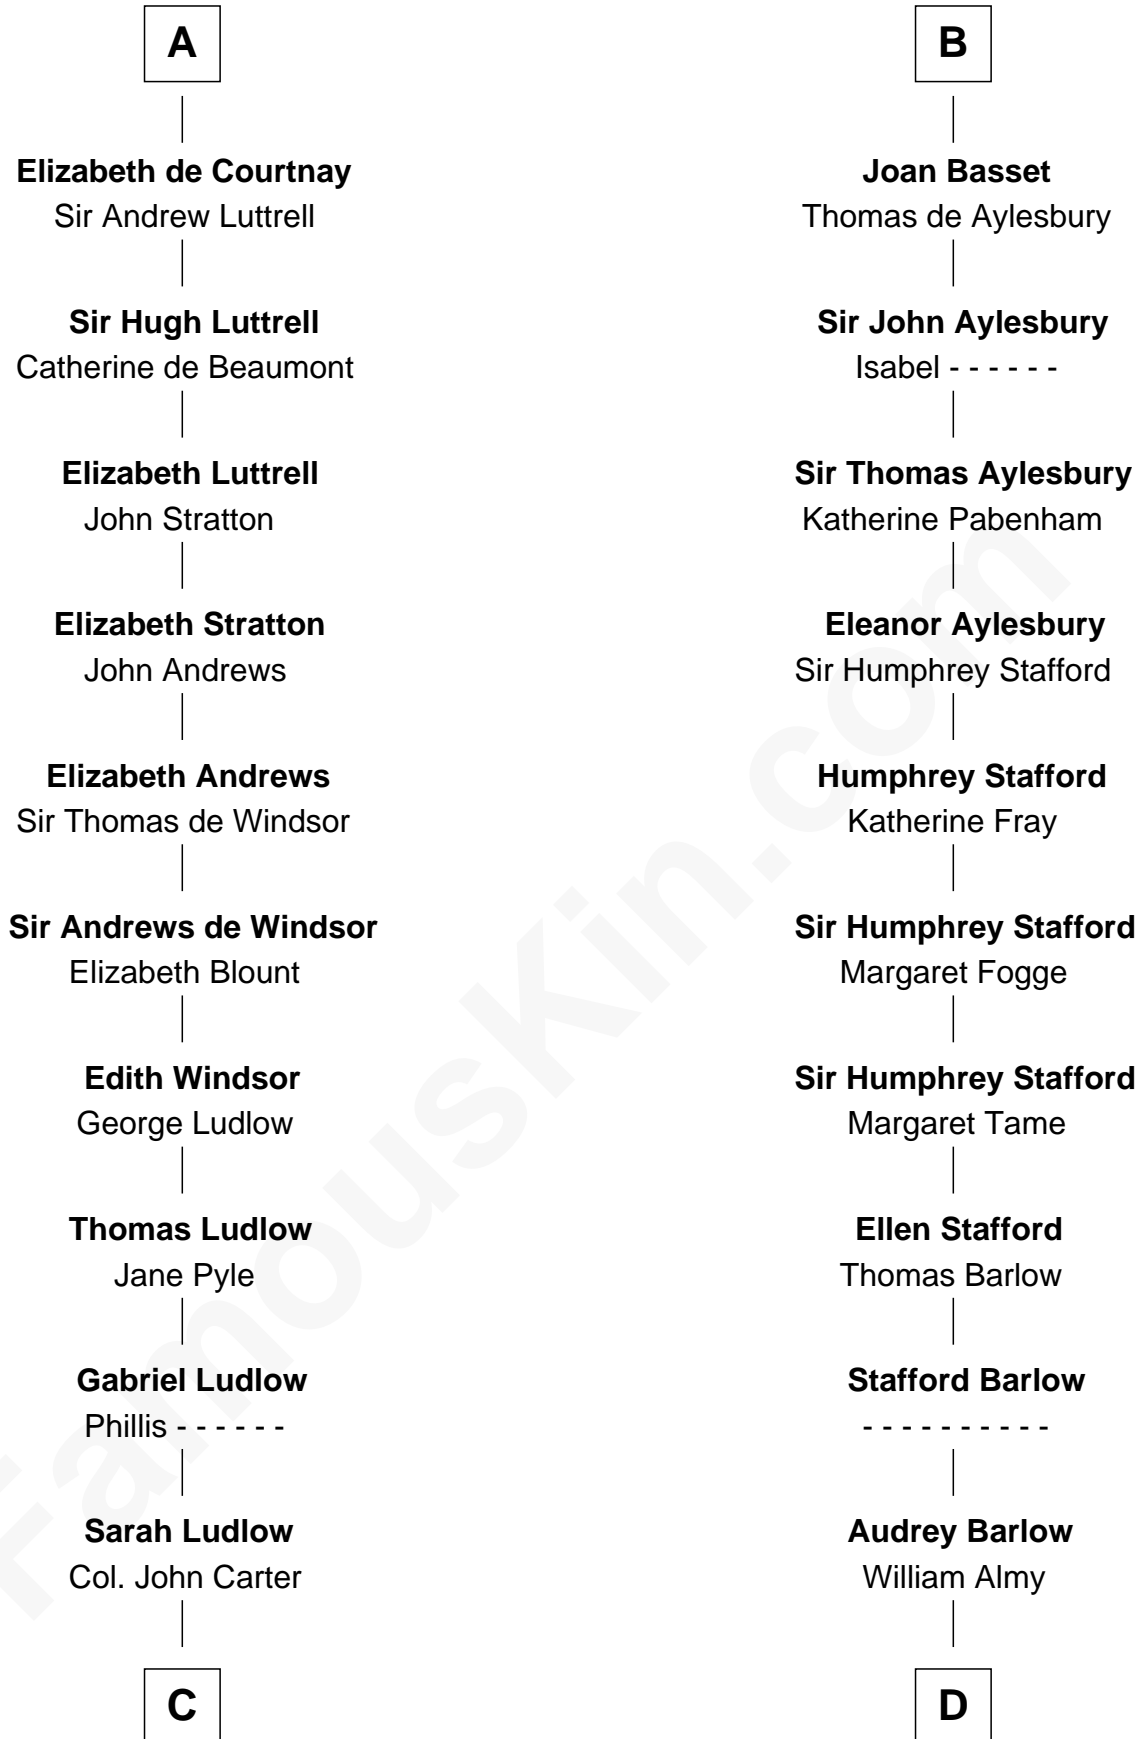 A
Elizabeth de Courtnay
Sir Andrew Luttrell
Sir Hugh Luttrell
Catherine de Beaumont
Elizabeth Luttrell
John Stratton
Elizabeth Stratton
John Andrews
Elizabeth Andrews
Sir Thomas de Windsor
Sir Andrews de Windsor
Elizabeth Blount
Edith Windsor
George Ludlow
Thomas Ludlow
Jane Pyle
Gabriel Ludlow
Phillis - - - - - -
Sarah Ludlow
Col. John Carter
C
B
Joan Basset
Thomas de Aylesbury
Sir John Aylesbury
Isabel - - - - - -
Sir Thomas Aylesbury
Katherine Pabenham
Eleanor Aylesbury
Sir Humphrey Stafford
Humphrey Stafford
Katherine Fray
Sir Humphrey Stafford
Margaret Fogge
Sir Humphrey Stafford
Margaret Tame
Ellen Stafford
Thomas Barlow
Stafford Barlow
- - - - - - - - - -
Audrey Barlow
William Almy
D
FamousKin.com